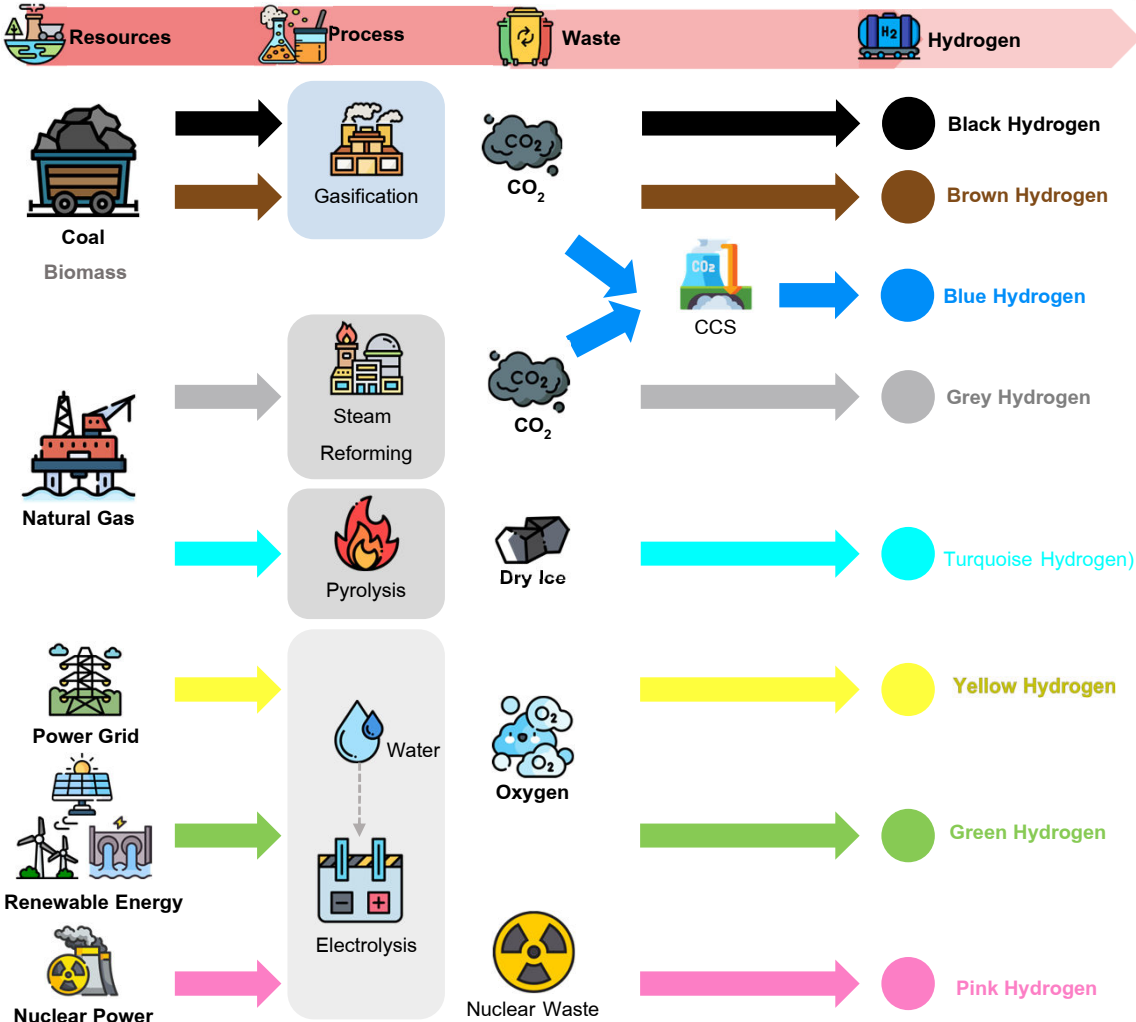 Resources
Process
Waste
H₂
Hydrogen
Coal
Biomass
Gasification
CO₂
CO₂
Black Hydrogen
Brown Hydrogen
CO₂
CCS
Blue Hydrogen
Natural Gas
Steam
Reforming
CO₂
CO₂
Grey Hydrogen
Pyrolysis
Dry Ice
Turquoise Hydrogen)
Power Grid
Water
O₂
O₂
Oxygen
Yellow Hydrogen
Renewable Energy
Green Hydrogen
Electrolysis
Nuclear Power
Nuclear Waste
Pink Hydrogen